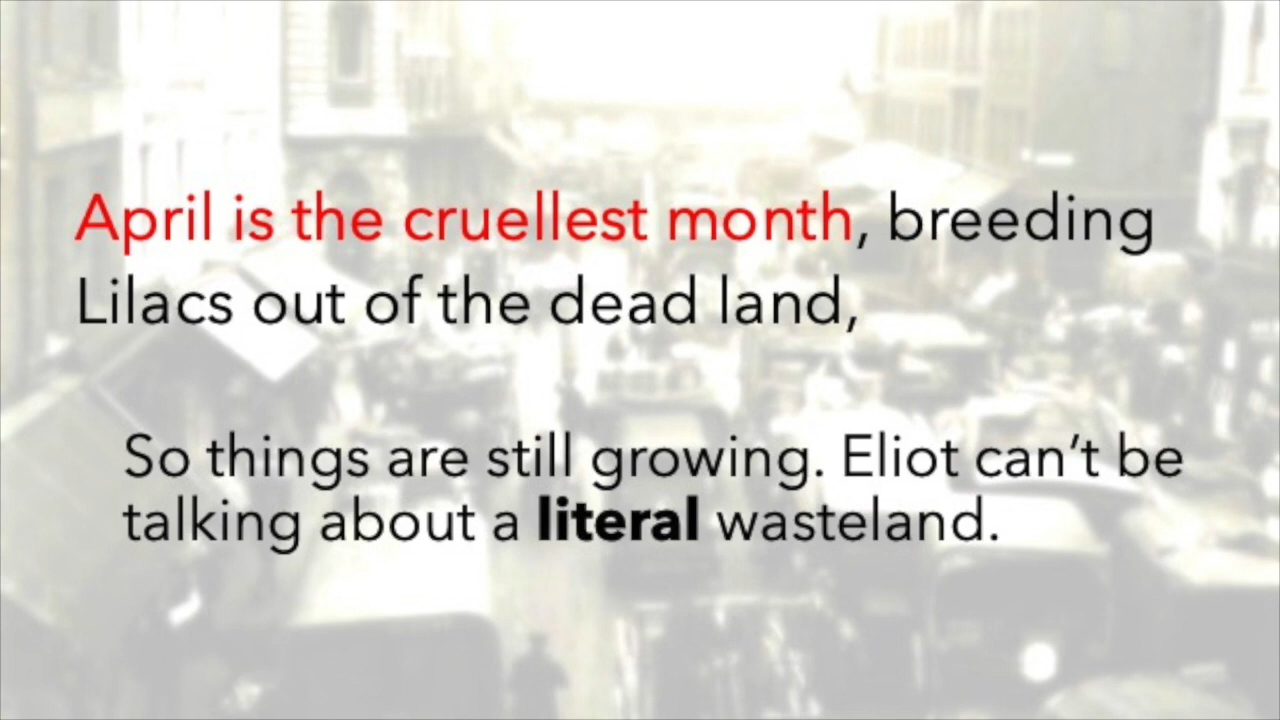 April is the cruellest month, breeding
Lilacs out of the dead land,
So things are still growing. Eliot can’t be
talking about a literal wasteland.